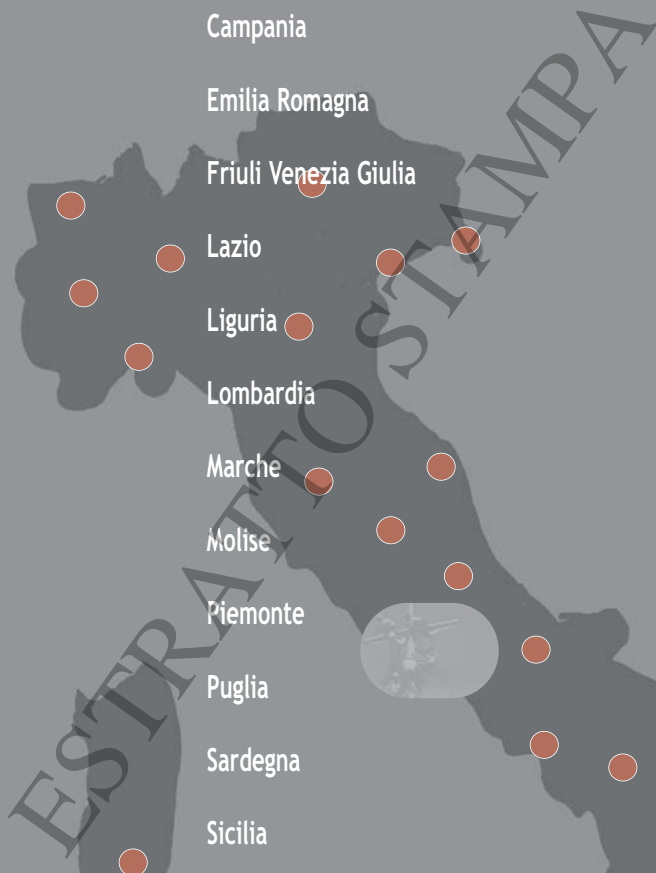 Campania
Emilia Romagna
Friuli Venezia Giulia
Lazio
Liguria
Lombardia
Marche
Molise
Piemonte
Puglia
Sardegna
Sicilia
ESTRATTO STAMPA